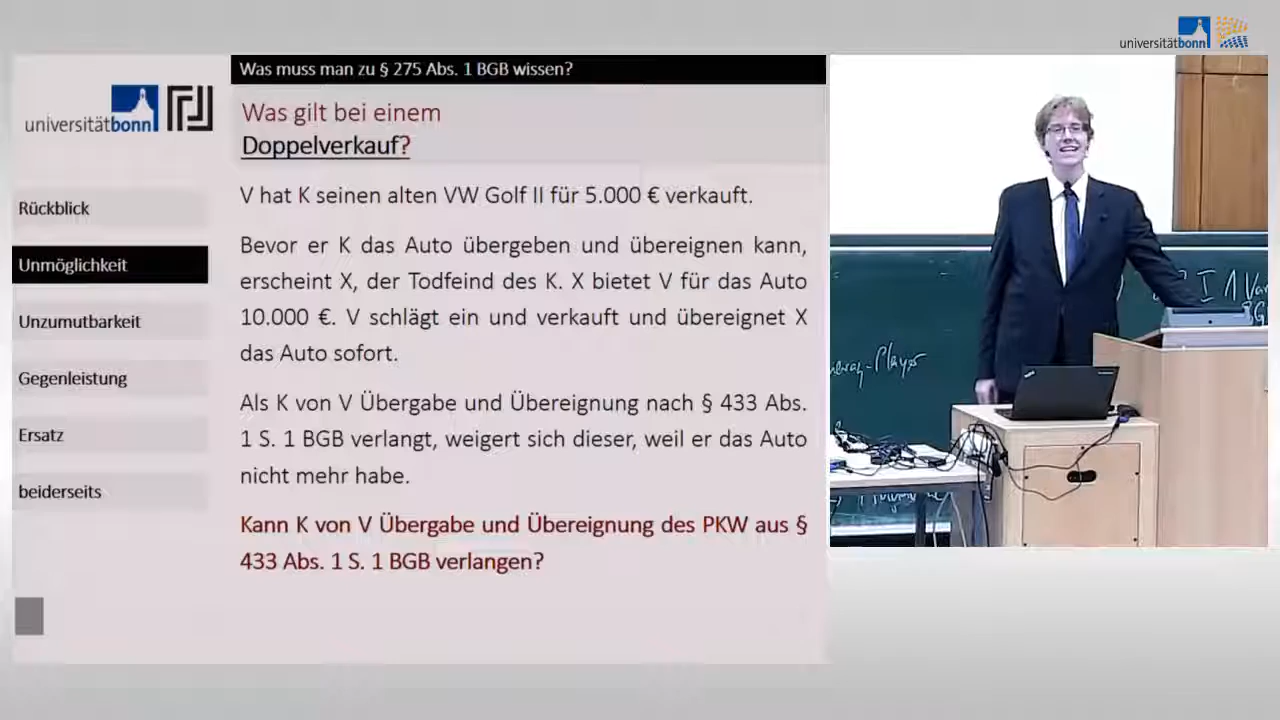 universitätbonn
Was muss man zu § 275 Abs. 1 BGB wissen?
universitätbonn
Was gilt bei einem
Doppelverkauf?
Rückblick
Unmöglichkeit
Unzumutbarkeit
Gegenleistung
Ersatz
beiderseits
V hat K seinen alten VW Golf II für 5.000 € verkauft.
Bevor er K das Auto übergeben und übereignen kann,
erscheint X, der Todfeind des K. X bietet V für das Auto
10.000 €. V schlägt ein und verkauft und übereignet X
das Auto sofort.
Als K von V Übergabe und Übereignung nach § 433 Abs.
1 S. 1 BGB verlangt, weigert sich dieser, weil er das Auto
nicht mehr habe.
Kann K von V Übergabe und Übereignung des PKW aus §
433 Abs. 1 S. 1 BGB verlangen?
-Player